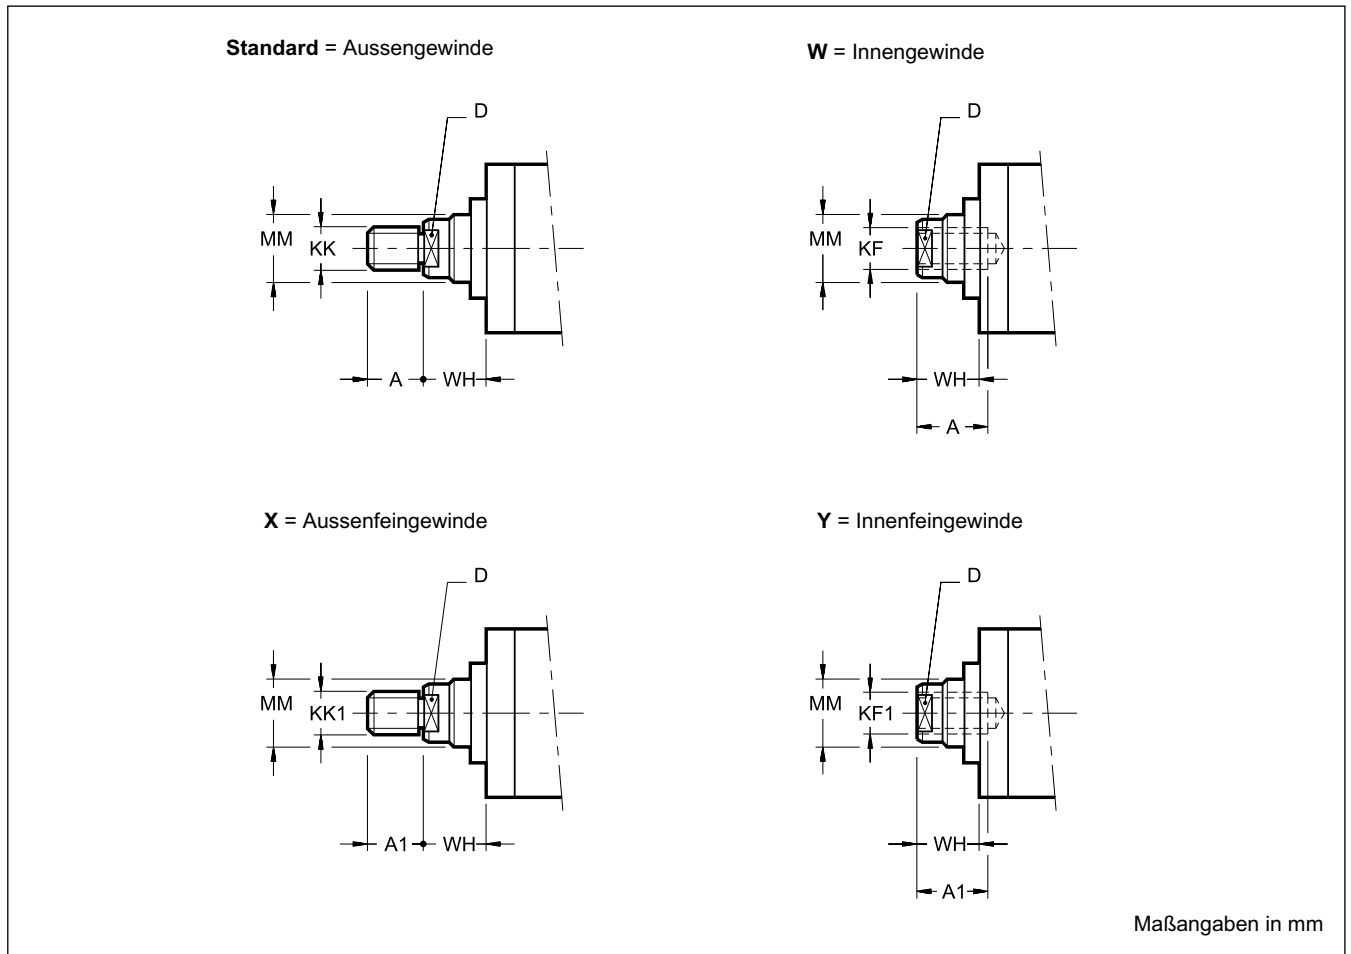 Standard = Aussengewinde
D
MM
KK
A
WH
W = Innengewinde
D
MM
KF
WH
A
X = Aussenfeingewinde
D
MM
KK1
A1
WH
Y = Innenfeingewinde
D
MM
KF1
WH
A1
Maßangaben in mm